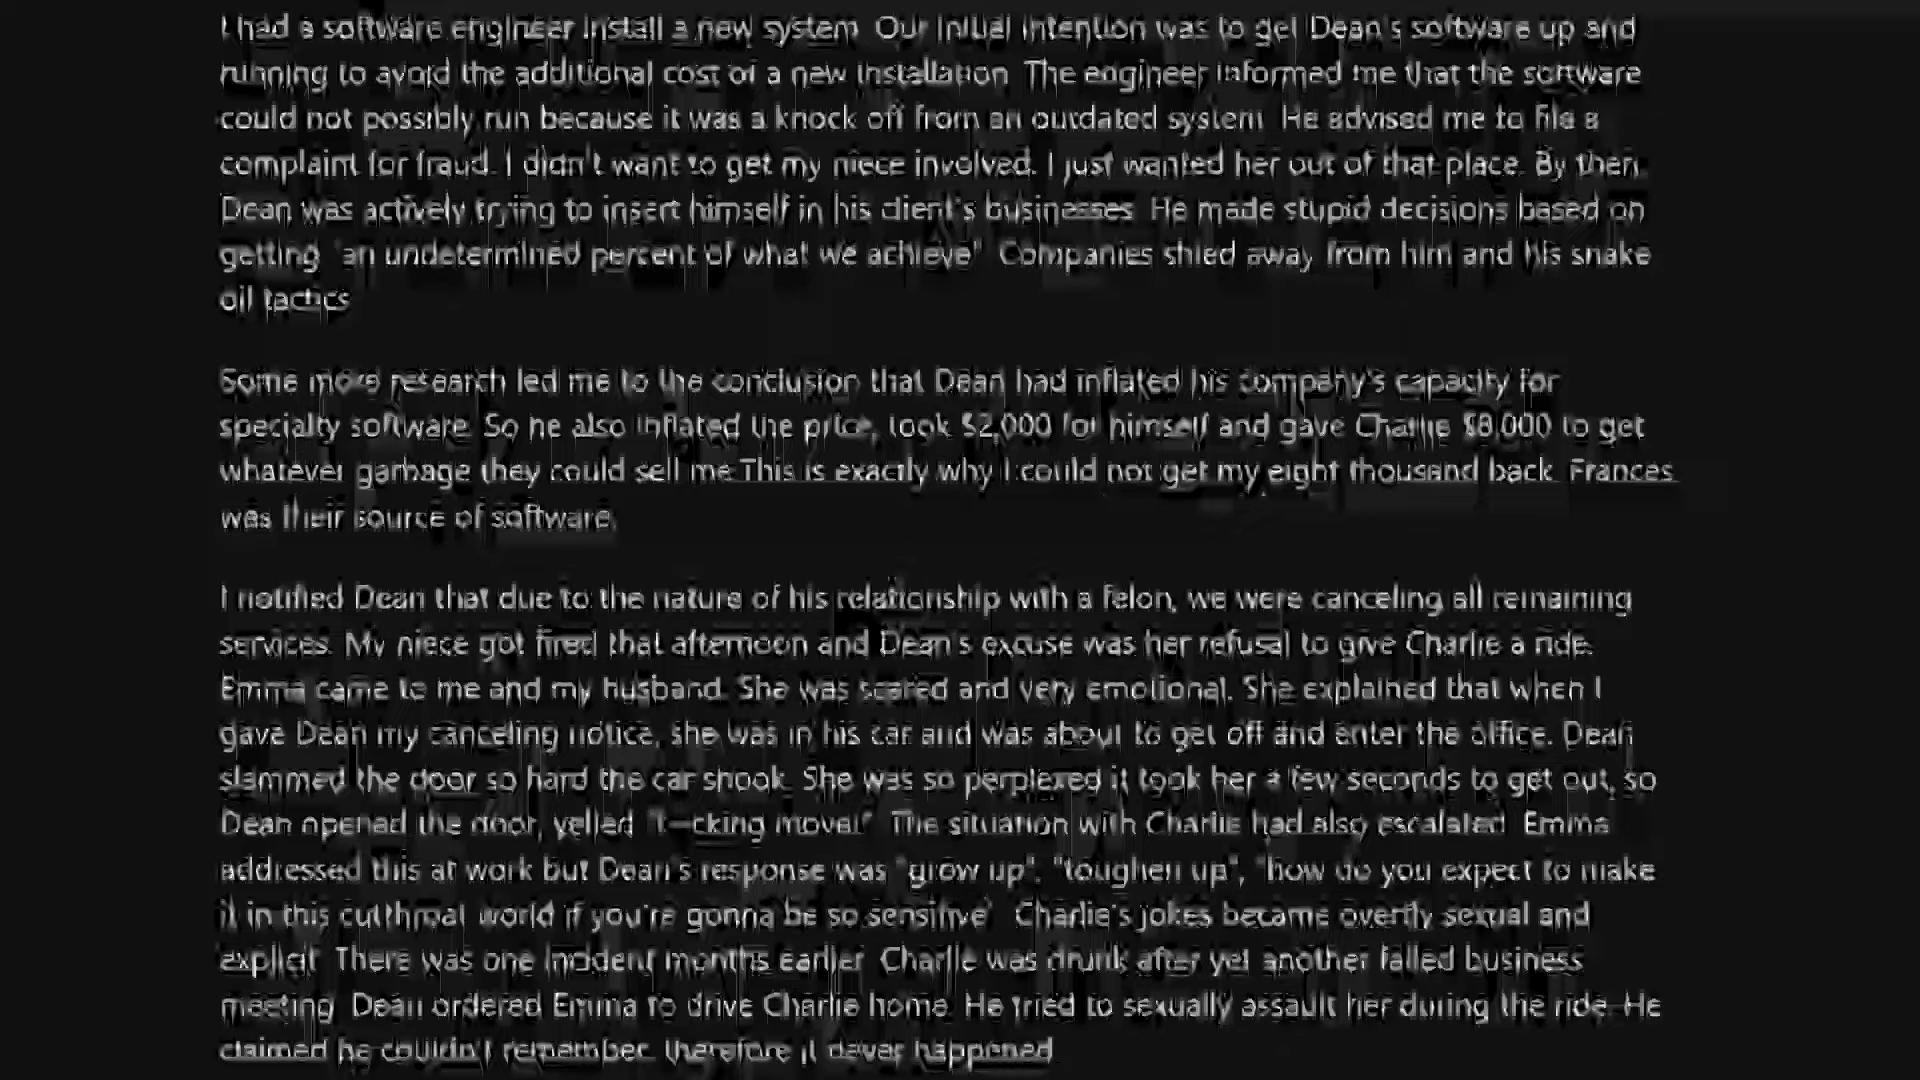 I had a software engineer install a new system. Our initial intention was to get Dean's software up and
running to avoid the additional cost of a new installation. The engineer informed me that the software
could not possibly run because it was a knock off from an outdated system. He advised me to file a
complaint for fraud. I didn't want to get my niece involved. I just wanted her out of that place. By then,
Dean was actively trying to insert himself in his client's businesses. He made stupid decisions based on
getting "an undetermined percent of what we achieve". Companies shied away from him and his snake
oil tactics.
Some more research led me to the conclusion that Dean had inflated his company's capacity for
specialty software. So he also inflated the price, took $2,000 for himself and gave Charlie $8,000 to get
whatever garbage they could sell me. This is exactly why I could not get my eight thousand back. Frances
was their source of software.
I notified Dean that due to the nature of his relationship with a felon, we were canceling all remaining
services. My niece got fired that afternoon and Dean's excuse was her refusal to give Charlie a ride.
Emma came to me and my husband. She was scared and very emotional. She explained that when I
gave Dean my canceling notice, she was in his car and was about to get off and enter the office. Dean
slammed the door so hard the car shook. She was so perplexed it took her a few seconds to get out, so
Dean opened the door, yelled "f—cking move!" The situation with Charlie had also escalated. Emma
addressed this at work but Dean's response was "grow up", "toughen up", "how do you expect to make
it in this cutthroat world if you're gonna be so sensitive". Charlie's jokes became overtly sexual and
explicit. There was one incident months earlier. Charlie was drunk after yet another failed business
meeting. Dean ordered Emma to drive Charlie home. He tried to sexually assault her during the ride. He
claimed he couldn't remember, therefore it never happened.